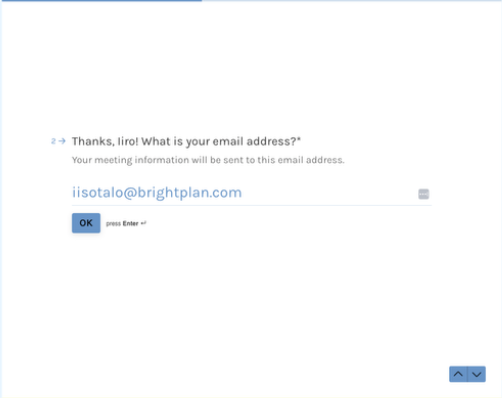 2→ Thanks, Iiro! What is your email address?*
Your meeting information will be sent to this email address.
iisotalo@brightplan.com
OK press Enter ↵